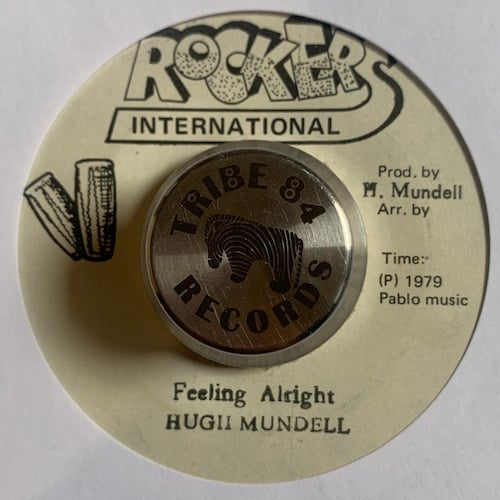 ROCKERS
INTERNATIONAL
Prod. by
H. Mundell
Arr. by
Time:-
(P) 1979
Pablo music
TRIBE 84
RECORDS
Feeling Alright
HUGH MUNDELL